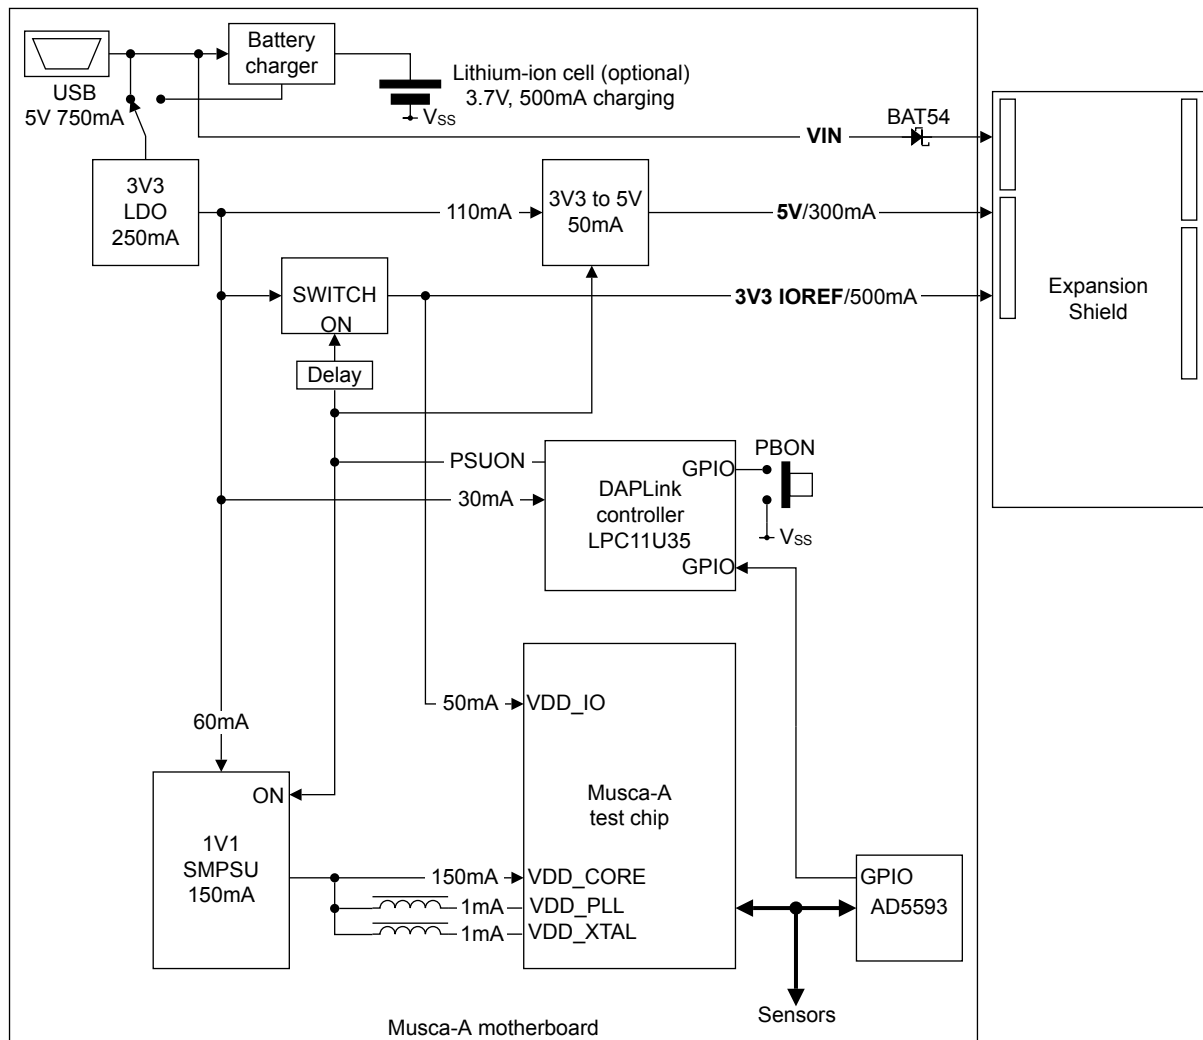 USB
5V 750mA
Battery
charger
Lithium-ion cell (optional)
3.7V, 500mA charging
Vss
VIN
BAT54
3V3
LDO
250mA
110mA
3V3 to 5V
50mA
5V/300mA
SWITCH
ON
3V3 IOREF/500mA
Expansion
Shield
Delay
PSUON
30mA
GPIO
DAPLink
controller
LPC11U35
GPIO
PBON
Vss
50mA
VDD_IO
60mA
ON
1V1
SMPSU
150mA
Musca-A
test chip
150mA
VDD_CORE
1mA
VDD_PLL
1mA
VDD_XTAL
GPIO
AD5593
Sensors
Musca-A motherboard